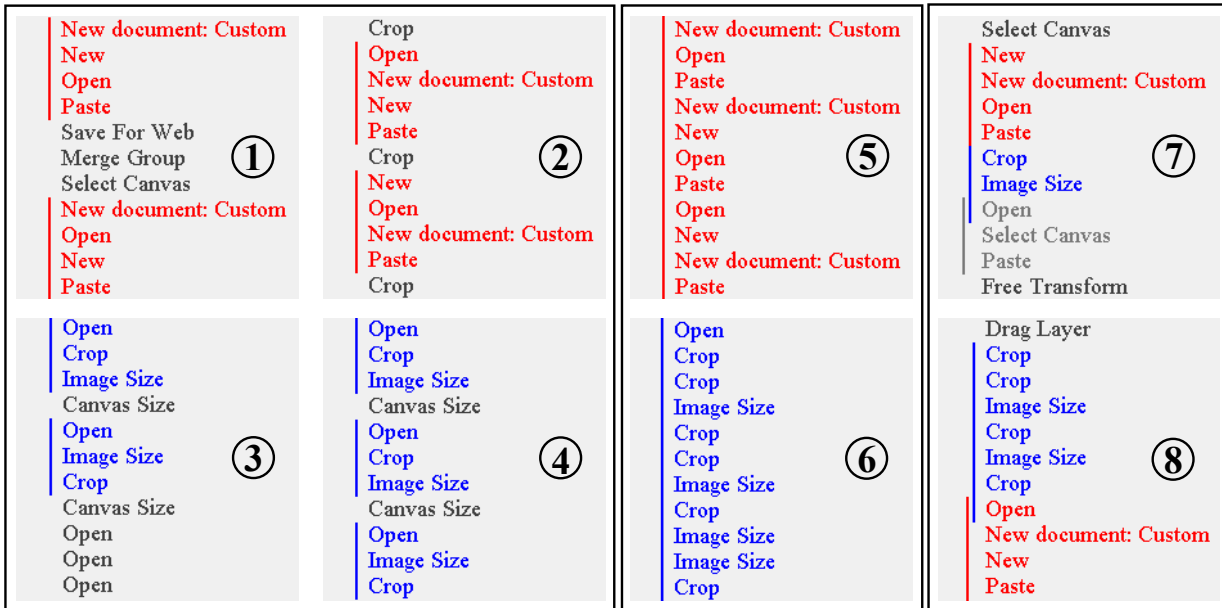 New document: Custom
New
Open
Paste
Save For Web
Merge Group
Select Canvas
New document: Custom
Open
New
Paste
1
Crop
Open
New document: Custom
New
Paste
Crop
New
Open
New document: Custom
Paste
Crop
2
Open
Crop
Image Size
Canvas Size
Open
Image Size
Crop
Canvas Size
Open
Open
Open
3
Open
Crop
Image Size
Canvas Size
Open
Crop
Image Size
Canvas Size
Open
Image Size
Crop
4
New document: Custom
Open
Paste
New document: Custom
New
Open
Paste
Open
New
New document: Custom
Paste
5
Open
Crop
Crop
Image Size
Crop
Crop
Image Size
Crop
Image Size
Image Size
Crop
6
Select Canvas
New
New document: Custom
Open
Paste
Crop
Image Size
Open
Select Canvas
Paste
Free Transform
7
Drag Layer
Crop
Crop
Image Size
Crop
Image Size
Crop
Open
New document: Custom
New
Paste
8